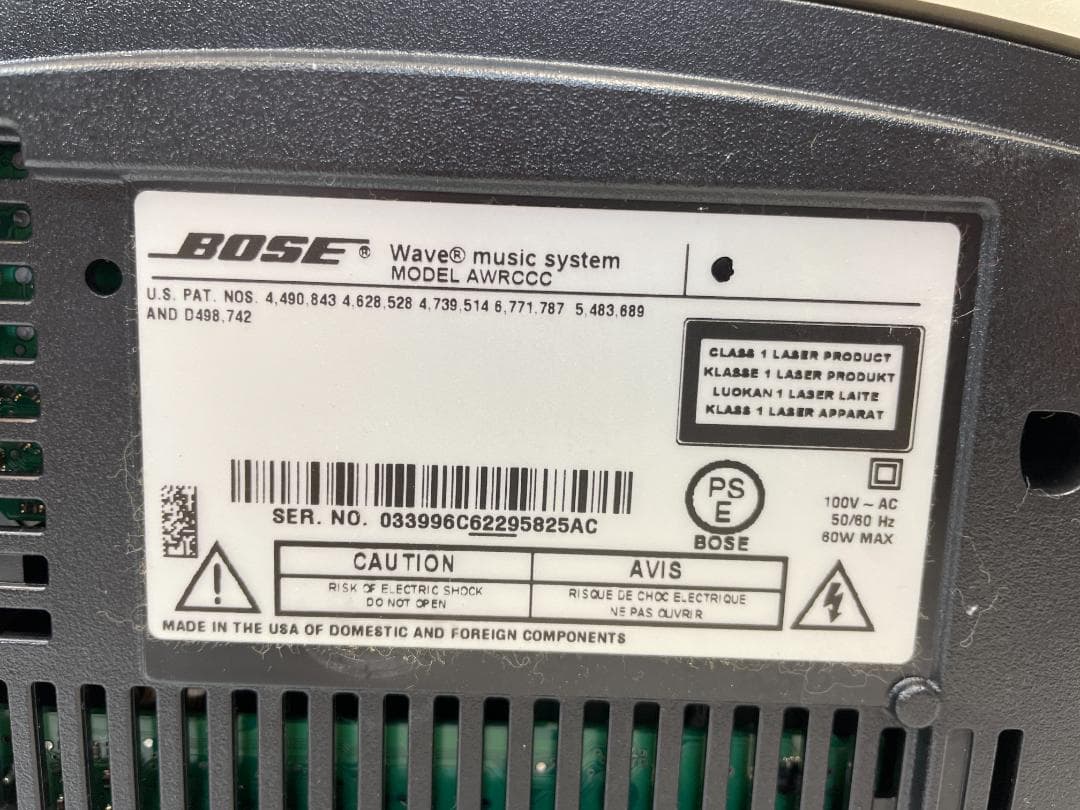 BOSE® Wave® music system
MODEL AWRCCC
U.S. PAT. NOS. 4,490,843 4,628,528 4,739,514 6,771,787 5,483,689
AND D498,742
CLASS 1 LASER PRODUCT
KLASSE 1 LASER PRODUKT
LUOKAN 1 LASER LAITE
KLASS 1 LASER APPARAT
SER. NO. 033996C62295825AC
PS
E
BOSE
100V ~ AC
50/60 Hz
60W MAX
CAUTION
RISK OF ELECTRIC SHOCK
DO NOT OPEN
AVIS
RISQUE DE CHOC ELECTRIQUE
NE PAS OUVRIR
MADE IN THE USA OF DOMESTIC AND FOREIGN COMPONENTS